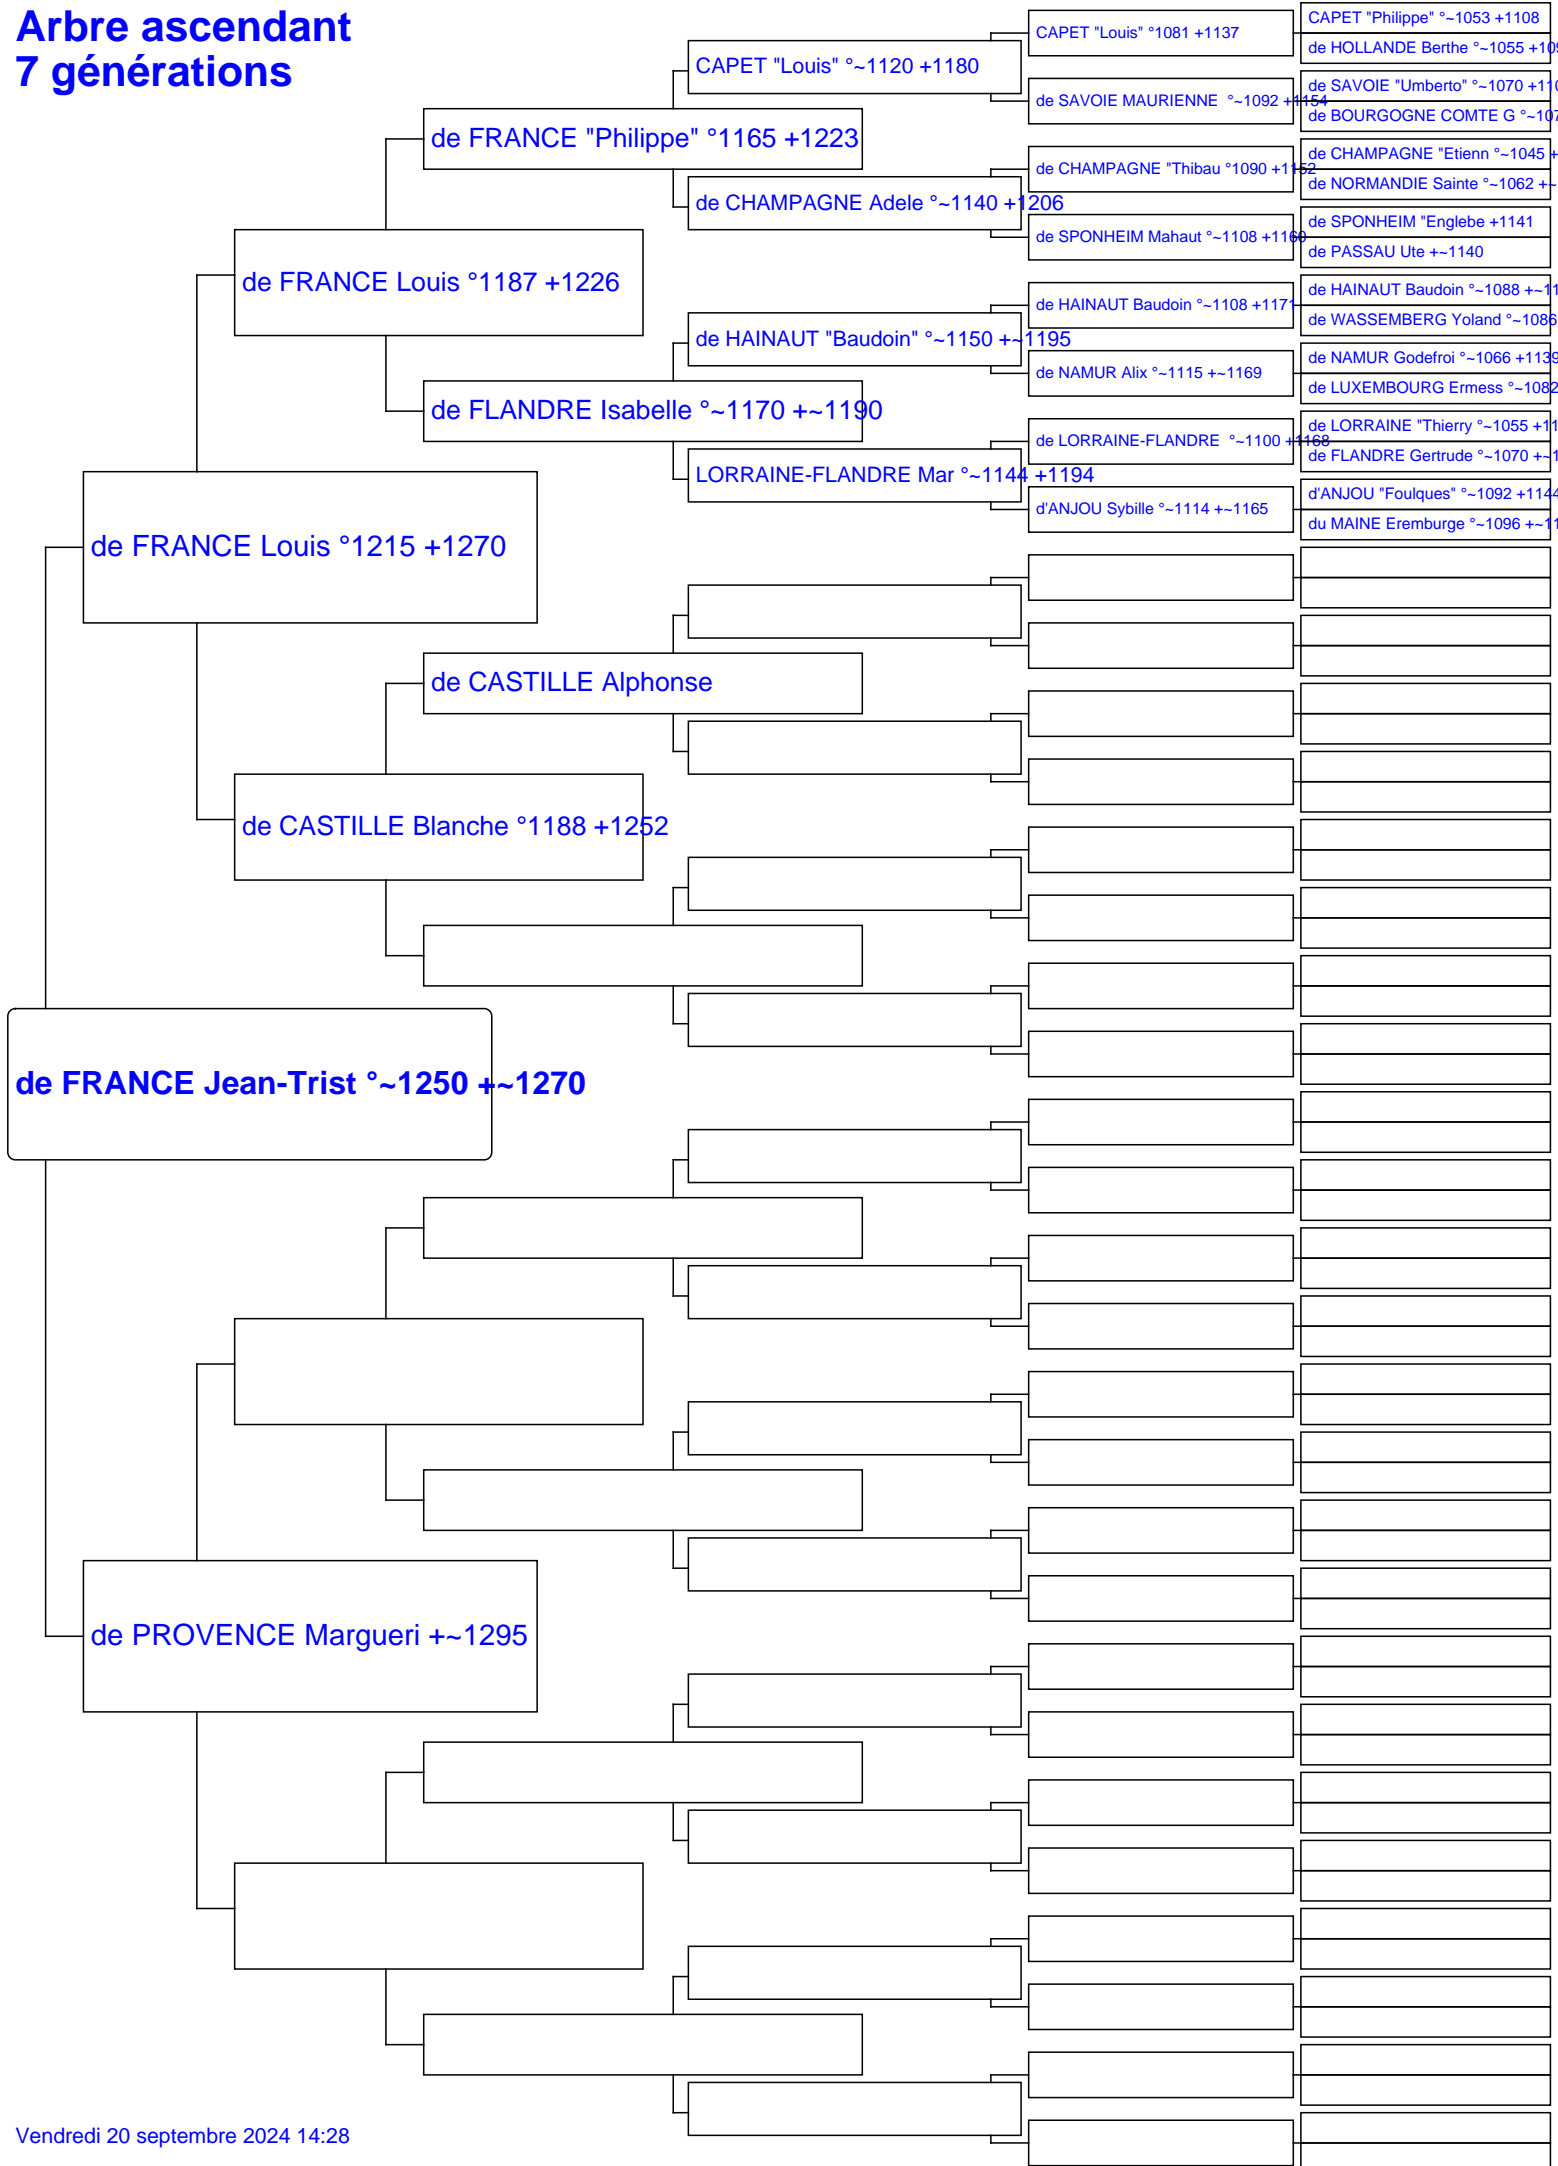 Arbre ascendant
7 générations
CAPET "Philippe" °~1053 +1108
CAPET "Louis" °1081 +1137
de HOLLANDE Berthe °~1055 +109
CAPET "Louis" °~1120 +1180
de SAVOIE "Umberto" °~1070 +110
de SAVOIE MAURIENNE  °~1092 +1154
de BOURGOGNE COMTE G °~107
de FRANCE "Philippe" °1165 +1223
de CHAMPAGNE "Etienn °~1045 +
de CHAMPAGNE "Thibau °1090 +1152
de NORMANDIE Sainte °~1062 +~
de CHAMPAGNE Adele °~1140 +1206
de SPONHEIM "Englebe +1141
de SPONHEIM Mahaut °~1108 +1160
de PASSAU Ute +~1140
de FRANCE Louis °1187 +1226
de HAINAUT Baudoin °~1088 +~11
de HAINAUT Baudoin °~1108 +1171
de WASSEMBERG Yoland °~1086
de HAINAUT "Baudoin" °~1150 +~1195
de NAMUR Godefroi °~1066 +1139
de NAMUR Alix °~1115 +~1169
de LUXEMBOURG Ermess °~1082
de FLANDRE Isabelle °~1170 +~1190
de LORRAINE "Thierry °~1055 +11
de LORRAINE-FLANDRE  °~1100 +1168
de FLANDRE Gertrude °~1070 +~1
LORRAINE-FLANDRE Mar °~1144 +1194
d'ANJOU "Foulques" °~1092 +1144
d'ANJOU Sybille °~1114 +~1165
du MAINE Eremburge °~1096 +~11
de FRANCE Louis °1215 +1270
de CASTILLE Alphonse
de CASTILLE Blanche °1188 +1252
de FRANCE Jean-Trist °~1250 +~1270
de PROVENCE Margueri +~1295
Vendredi 20 septembre 2024 14:28